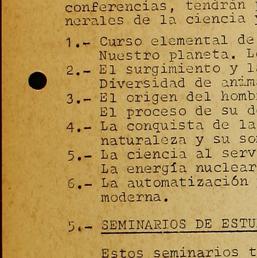 conferencias, tendrán
nerales de la ciencia
1.- Curso elemental de
Nuestro planeta.
2.- El surgimiento y l
Diversidad de anim
3.- El origen del homb
El proceso de su d
4.- La conquista de la
naturaleza y su so
5.- La ciencia al serv
La energía nuclear
6.- La automatización
moderna.
5.- SEMINARIOS DE ESTU
Estos seminarios t